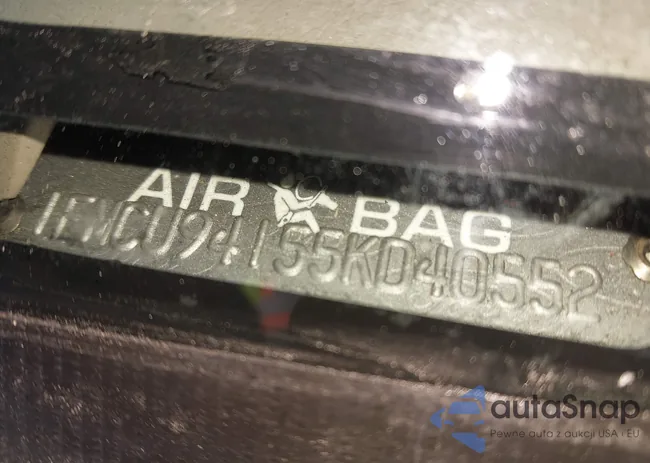 AIR BAG
1FMCU94155KD40552
autaSnap
Pewne auta z aukcji USA i EU